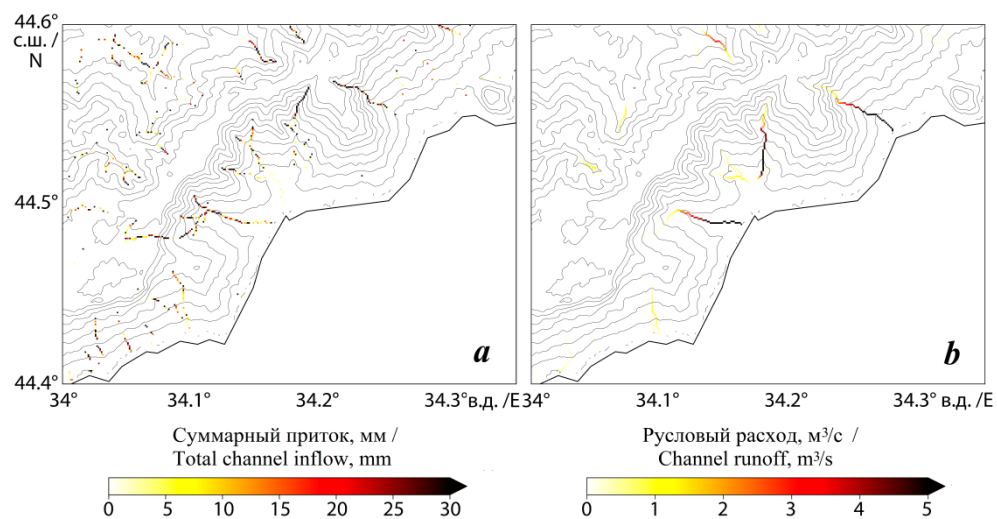 44.6°
с.ш./
N
44.5°
44.4°
a
b
34° 34.1° 34.2° 34.3° в.д. /E 34° 34.1° 34.2° 34.3° в.д. /E
Суммарный приток, мм /
Total channel inflow, mm
0 5 10 15 20 25 30
Русловый расход, м³/с /
Channel runoff, m³/s
0 1 2 3 4 5